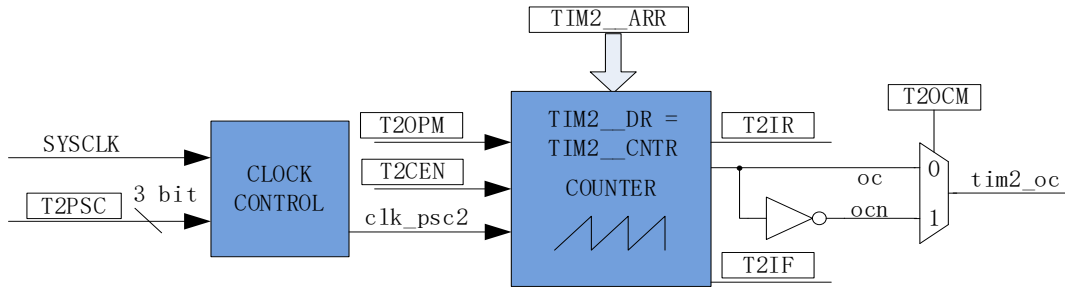 TIM2__ARR
T2OCM
T2OPM
TIM2__DR =
TIM2__CNTR
T2IR
SYSCLK
CLOCK
CONTROL
T2CEN
COUNTER
oc
0
tim2_oc
T2PSC
3 bit
clk_psc2
ocn
1
T2IF